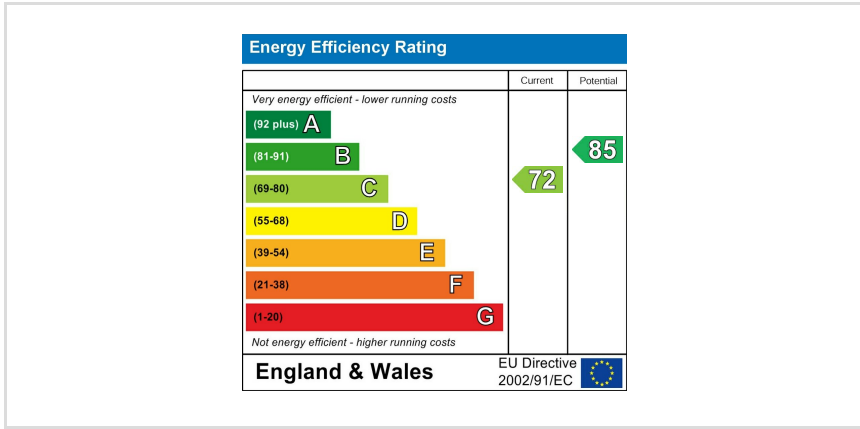 Energy Efficiency Rating
Current Potential
Very energy efficient - lower running costs
(92 plus) A
(81-91) B
(69-80) C
(55-68) D
(39-54) E
(21-38) F
(1-20) G
72
85
Not energy efficient - higher running costs
England & Wales
EU Directive
2002/91/EC